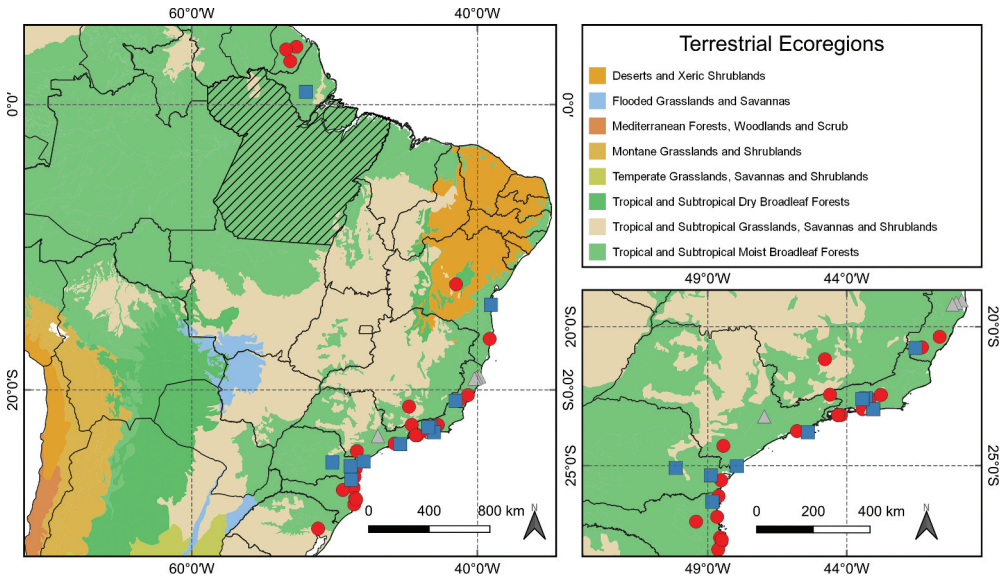 60°0'W 40°0'W
0°0'
20°0'S
0 400 800 km
N
60°0'W 40°0'W
Terrestrial Ecoregions
Deserts and Xeric Shrublands
Flooded Grasslands and Savannas
Mediterranean Forests, Woodlands and Scrub
Montane Grasslands and Shrublands
Temperate Grasslands, Savannas and Shrublands
Tropical and Subtropical Dry Broadleaf Forests
Tropical and Subtropical Grasslands, Savannas and Shrublands
Tropical and Subtropical Moist Broadleaf Forests
0°0'
49°0'W 44°0'W
20°0'S
20°0'S
25°0'S
25°0'S
0 200 400 km
N
49°0'W 44°0'W